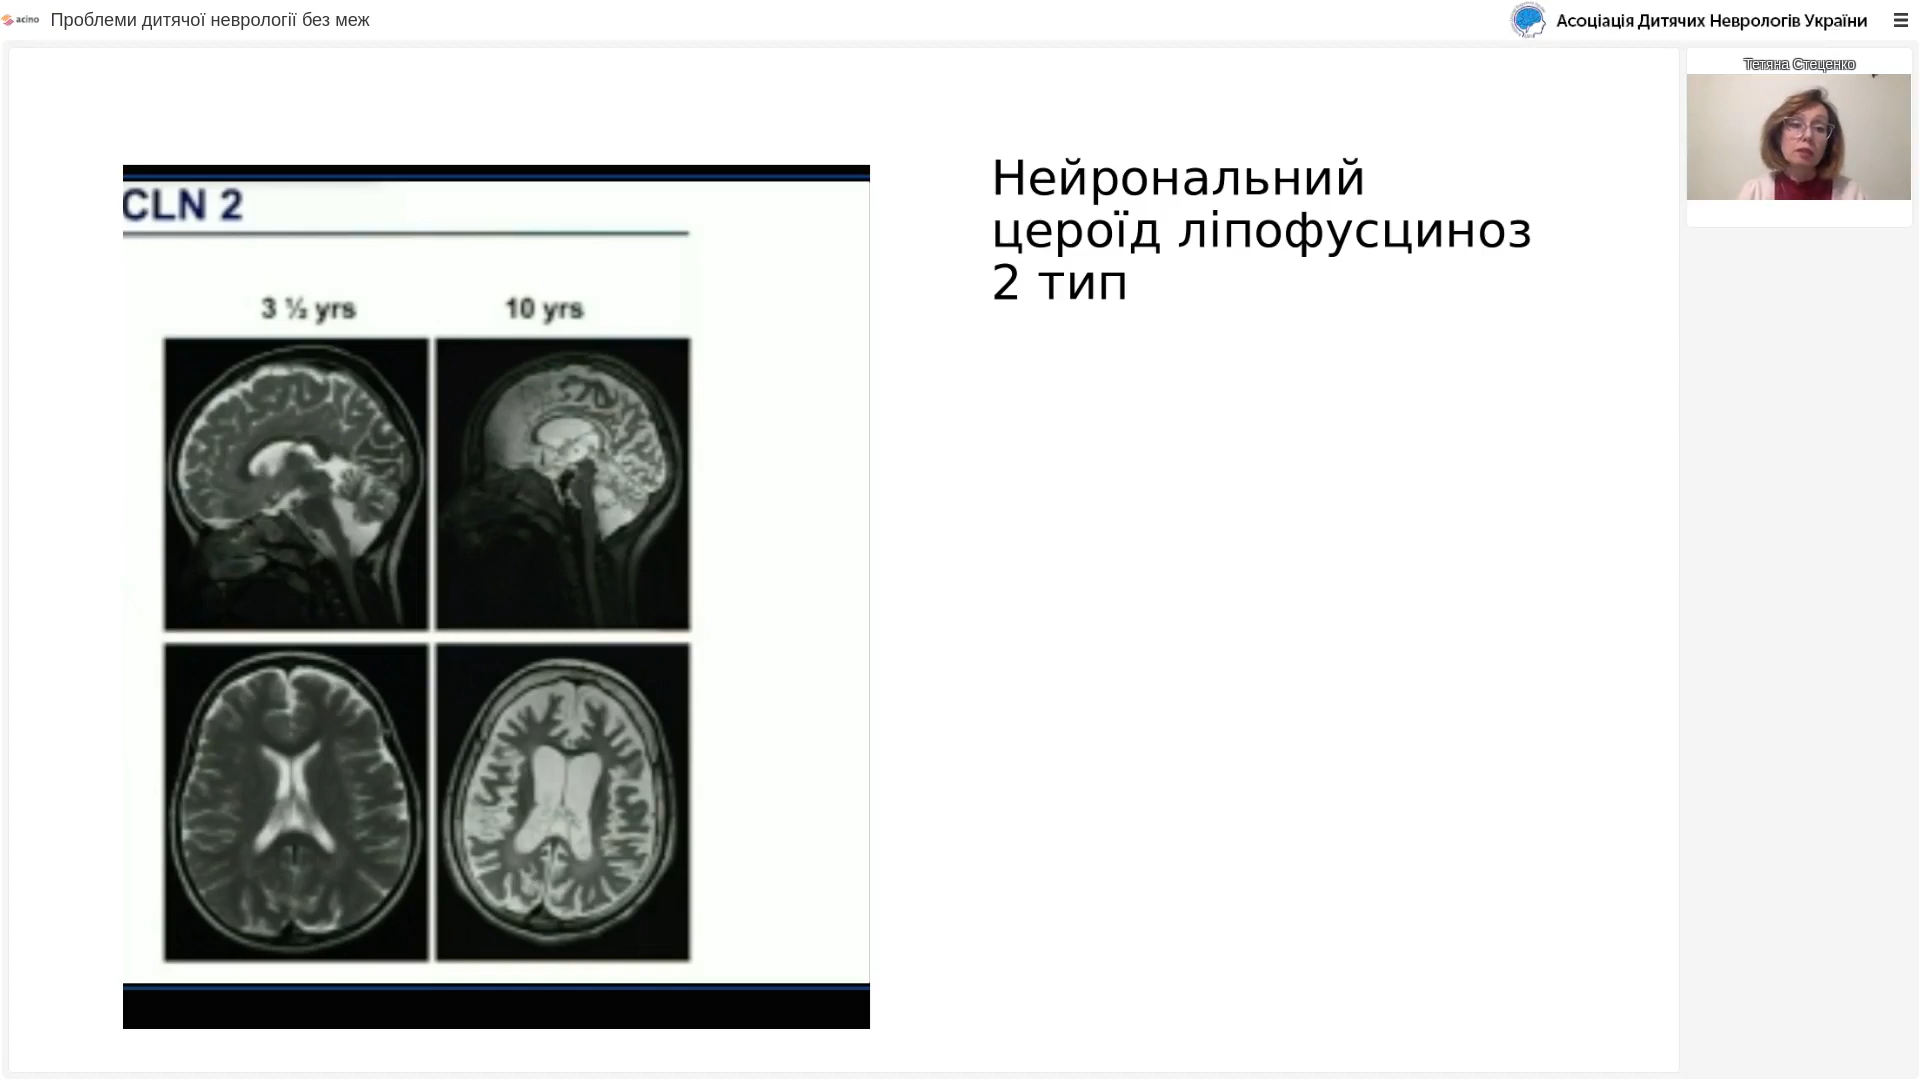 acino
Проблеми дитячої неврології без меж
Асоціація Дитячих Неврологів України
Тетяна Стеценко
CLN 2
3 ½ yrs
10 yrs
Нейрональний
цероїд ліпофусциноз
2 тип